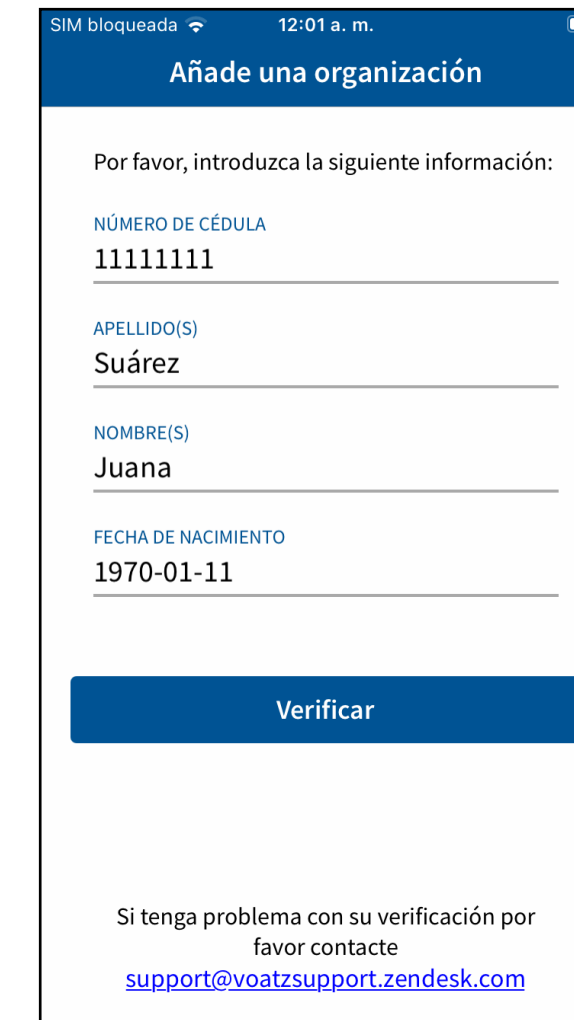 SIM bloqueada 12:01 a. m.
Añade una organización
Por favor, introduzca la siguiente información:
NÚMERO DE CÉDULA
11111111
APELLIDO(S)
Suárez
NOMBRE(S)
Juana
FECHA DE NACIMIENTO
1970-01-11
Verificar
Si tenga problema con su verificación por
favor contacte
support@voatzsupport.zendesk.com